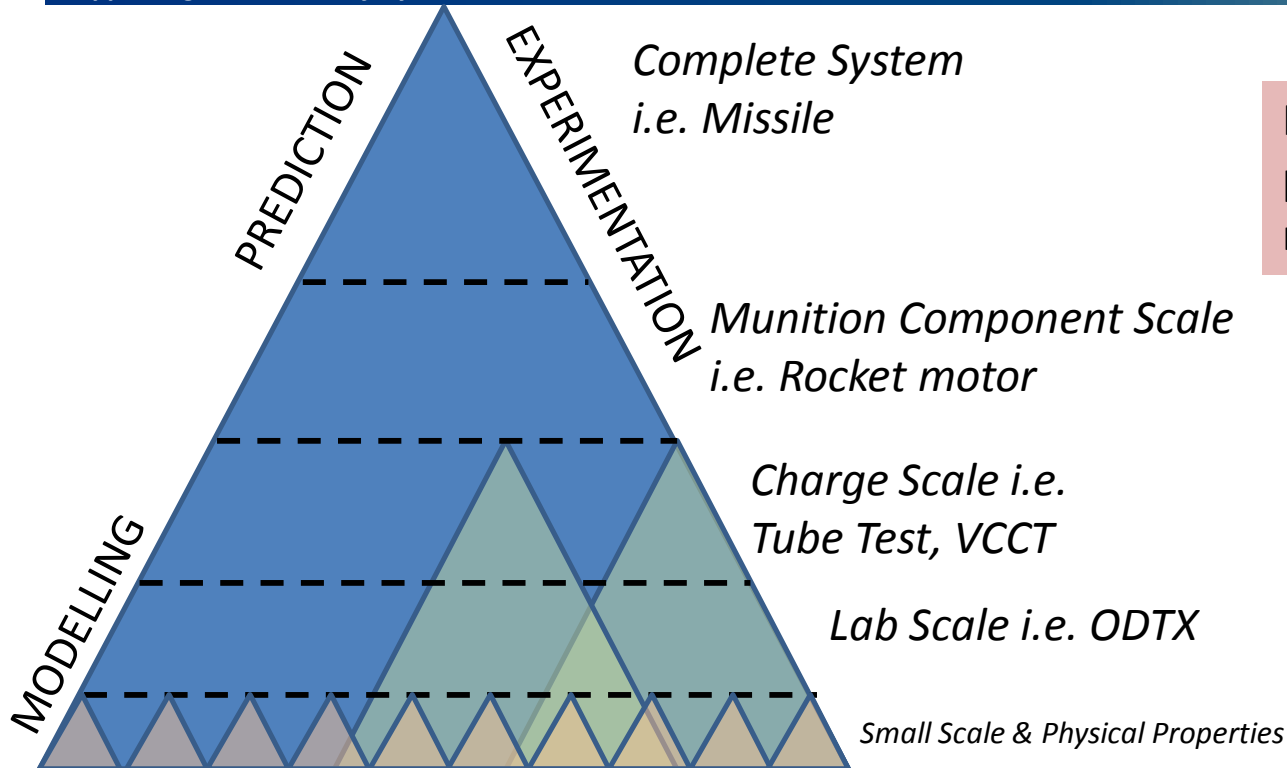 PREDICTION
EXPERIMENTATION
MODELLING
Complete System
i.e. Missile
Munition Component Scale
i.e. Rocket motor
Charge Scale i.e.
Tube Test, VCCT
Lab Scale i.e. ODTX
Small Scale & Physical Properties